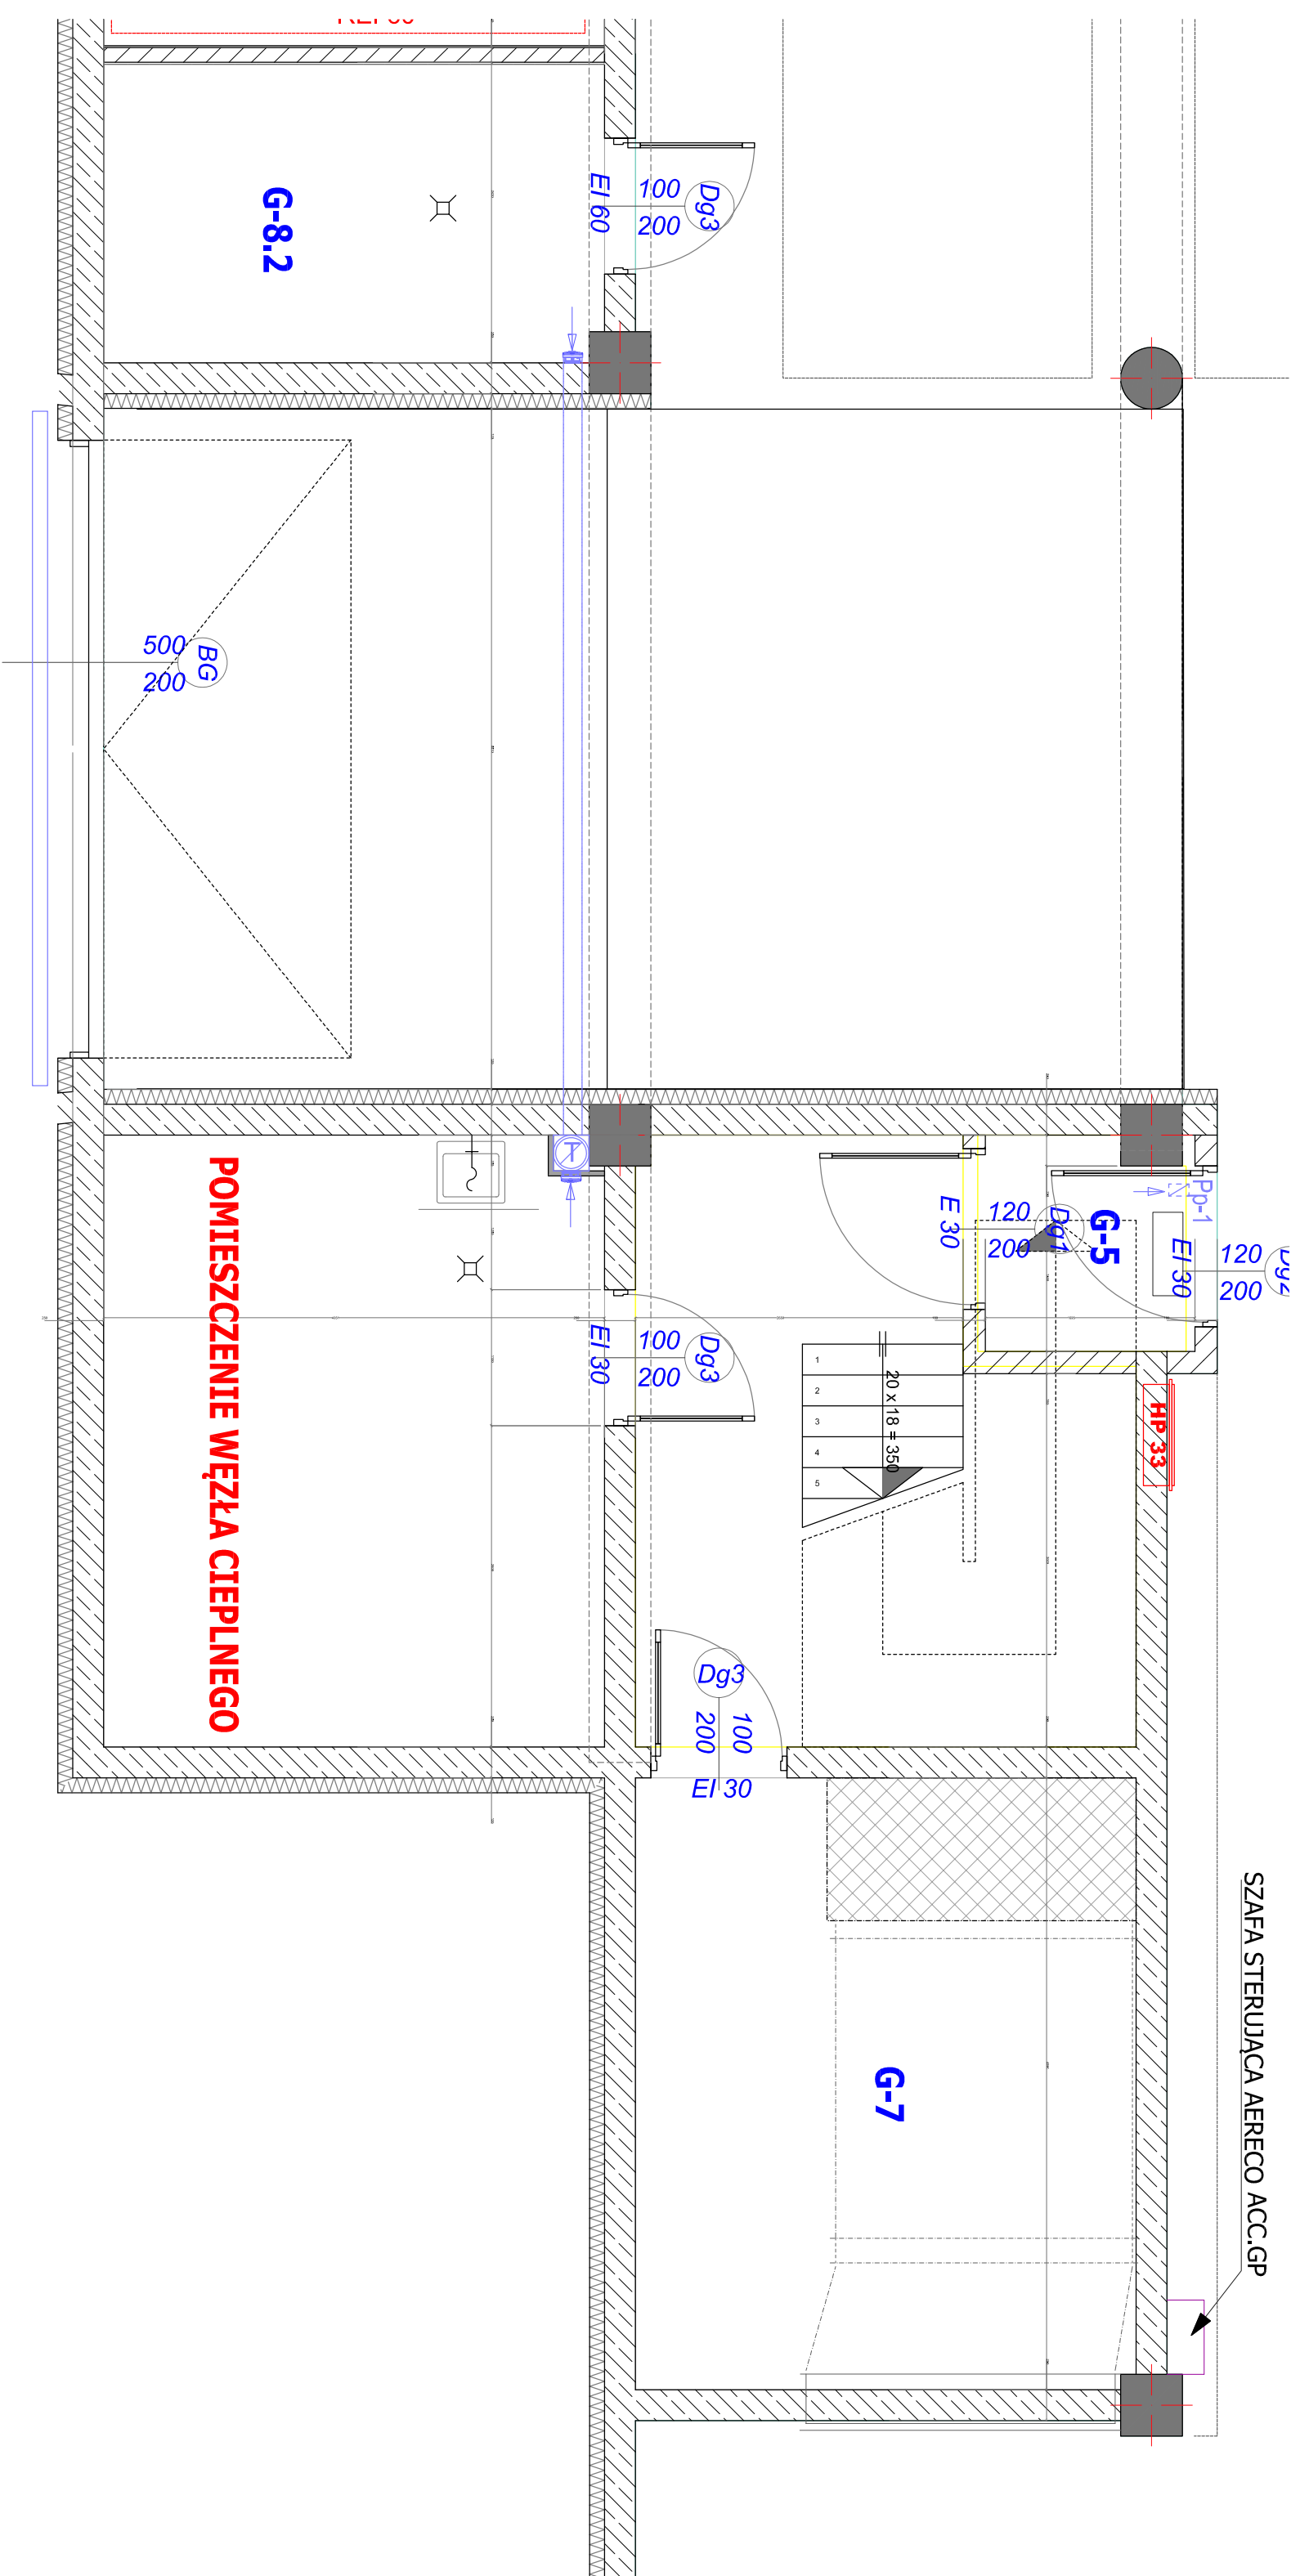 G-8.2
EI 60
100
200
Dg3
500
200
BG
T
Pp-1
G-5
120
200
Dg1
E 30
EI 30
120
200
POMIESZCZENIE WĘZŁA CIEPLNEGO
EI 30
100
200
Dg3
1
2
3
4
5
20 x 18 = 350
HP 33
Dg3
100
200
EI 30
G-7
SZAFA STERUJĄCA AERECO ACC.GP